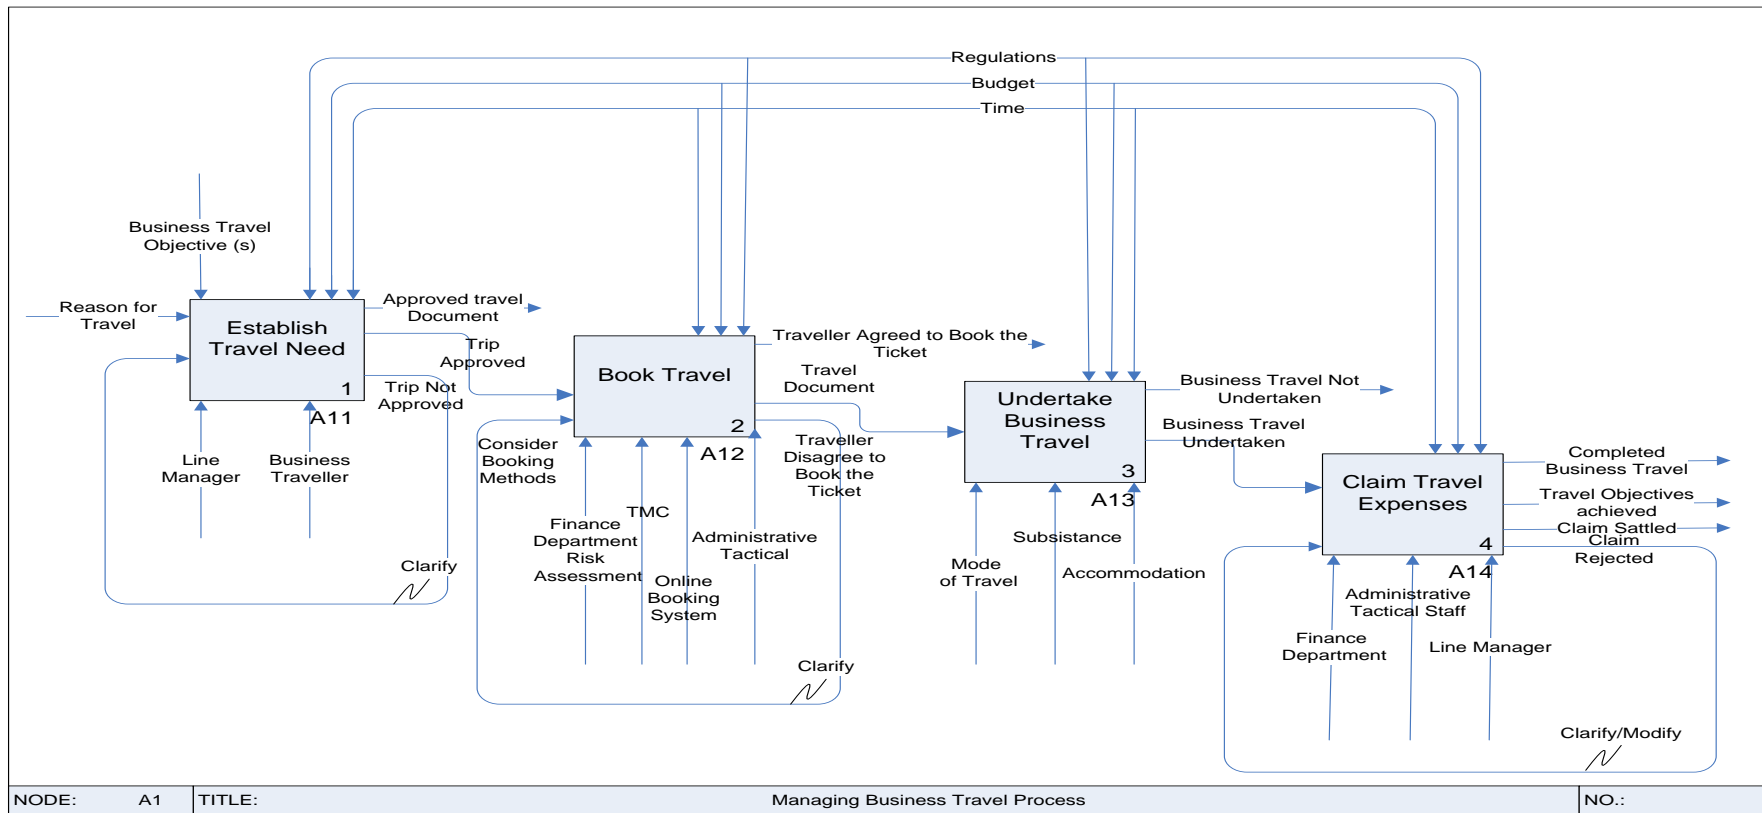 Regulations
Budget
Time
Business Travel
Objective (s)
Reason for
Travel
Establish
Travel Need
1
A11
Approved travel
Document
Trip
Approved
Trip Not
Approved
Line
Manager
Business
Traveller
Clarify
Book Travel
2
A12
Traveller Agreed to Book the
Ticket
Travel
Document
Consider
Booking
Methods
Traveller
Disagree to
Book the
Ticket
Finance
Department
Risk
Assessment
TMC
Online
Booking
System
Administrative
Tactical
Clarify
Undertake
Business
Travel
3
A13
Business Travel Not
Undertaken
Business Travel
Undertaken
Mode
of Travel
Subsistance
Accommodation
Claim Travel
Expenses
4
A14
Completed
Business Travel
Travel Objectives
achieved
Claim Sattled
Claim
Rejected
Finance
Department
Administrative
Tactical Staff
Line Manager
Clarify/Modify
NODE: A1 TITLE: Managing Business Travel Process NO.: